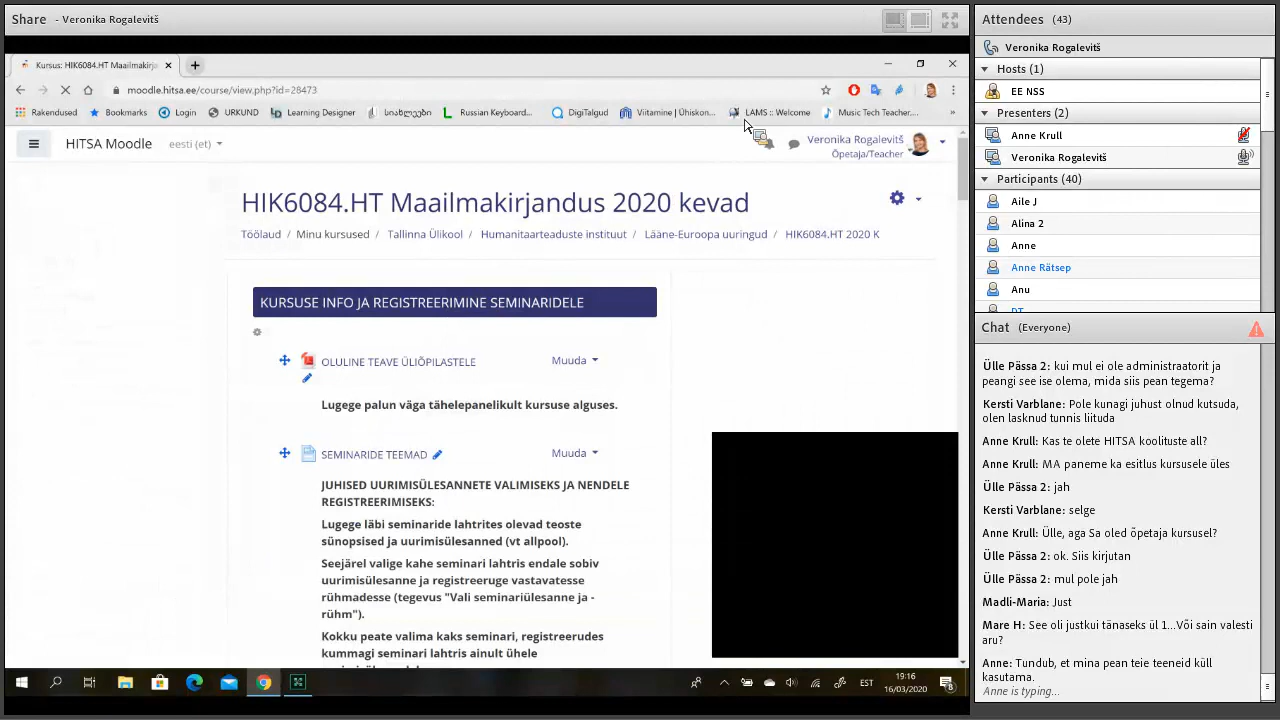 Share - Veronika Rogalevitš
Kursus: HIK6084.HT Maailmakirja
moodle.hitsa.ee/course/view.php?id=28473
Rakendused Bookmarks Login URKUND Learning Designer სახელმძღვ Russian Keyboard... DigiTalgud Viitamine | Ühiskon... LAMS :: Welcome Music Tech Teacher,... »
HITSA Moodle eesti (et)
Veronika Rogalevitš
Õpetaja/Teacher
HIK6084.HT Maailmakirjandus 2020 kevad
Töölaud / Minu kursused / Tallinna Ülikool / Humanitaarteaduste instituut / Lääne-Euroopa uuringud / HIK6084.HT 2020 K
KURSUSE INFO JA REGISTREERIMINE SEMINARIDELE
OLULINE TEAVE ÜLIÕPILASTELE Muuda
Lugege palun väga tähelepanelikult kursuse alguses.
SEMINARIDE TEEMAD Muuda
JUHISED UURIMISÜLESANNETE VALIMISEKS JA NENDELE
REGISTREERIMISEKS:
Lugege läbi seminaride lahtrites olevad teoste
sünopsised ja uurimisülesanned (vt allpool).
Seejärel valige kahe seminari lahtris endale sobiv
uurimisülesanne ja registreeruge vastavatesse
rühmadesse (tegevus "Vali seminariülesanne ja -
rühm").
Kokku peate valima kaks seminari, registreerudes
kummagi seminari lahtris ainult ühele
EST
19:16
16/03/2020
8
Attendees (43)
Veronika Rogalevitš
Hosts (1)
EE NSS
Presenters (2)
Anne Krull
Veronika Rogalevitš
Participants (40)
Aile J
Alina 2
Anne
Anne Rätsep
Anu
DT
Chat (Everyone)
Ülle Pässa 2: kui mul ei ole administraatorit ja
peangi see ise olema, mida siis pean tegema?
Kersti Varblane: Pole kunagi juhust olnud kutsuda,
olen lasknud tunnis liituda
Anne Krull: Kas te olete HITSA koolituste all?
Anne Krull: MA paneme ka esitlus kursusele üles
Ülle Pässa 2: jah
Kersti Varblane: selge
Anne Krull: Ülle, aga Sa oled õpetaja kursusel?
Ülle Pässa 2: ok. Siis kirjutan
Ülle Pässa 2: mul pole jah
Madli-Maria: Just
Mare H: See oli justkui tänaseks ül 1...Või sain valesti
aru?
Anne: Tundub, et mina pean teie teeneid küll
kasutama.
Anne is typing...